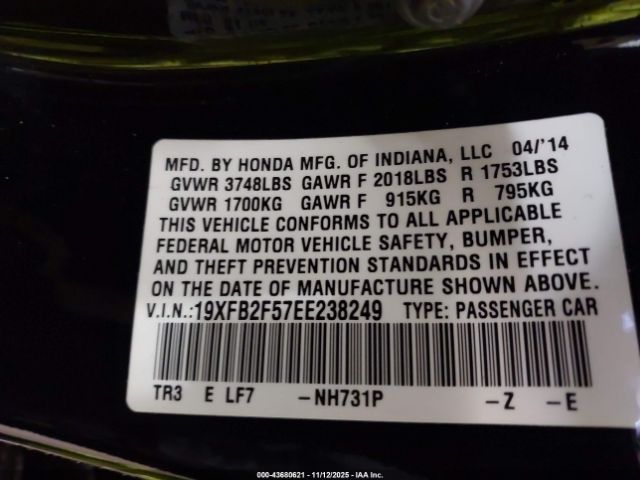 MFD. BY HONDA MFG. OF INDIANA, LLC 04/'14
GVWR 3748LBS GAWR F 2018LBS R 1753LBS
GVWR 1700KG GAWR F 915KG R 795KG
THIS VEHICLE CONFORMS TO ALL APPLICABLE
FEDERAL MOTOR VEHICLE SAFETY, BUMPER,
AND THEFT PREVENTION STANDARDS IN EFFECT
ON THE DATE OF MANUFACTURE SHOWN ABOVE.
V.I.N.:19XFB2F57EE238249 TYPE: PASSENGER CAR
TR3 E LF7 -NH731P -Z -E
000-43680621 - 11/12/2025 - IAA Inc.